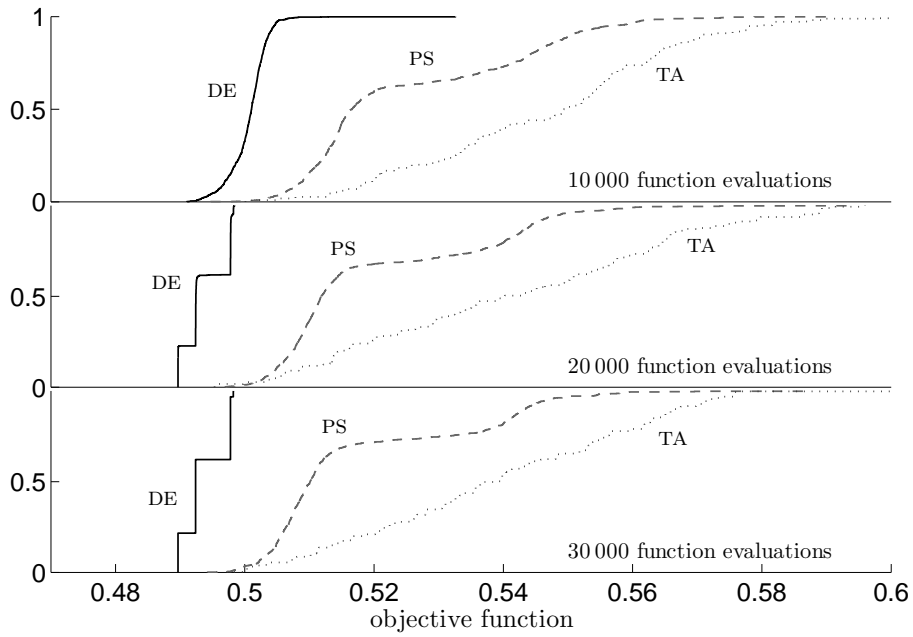 1
PS
DE
TA
0.5
10 000 function evaluations
0
PS
TA
DE
0.5
20 000 function evaluations
0
PS
TA
0.5
DE
30 000 function evaluations
0
0.48 0.5 0.52 0.54 0.56 0.58 0.6
objective function